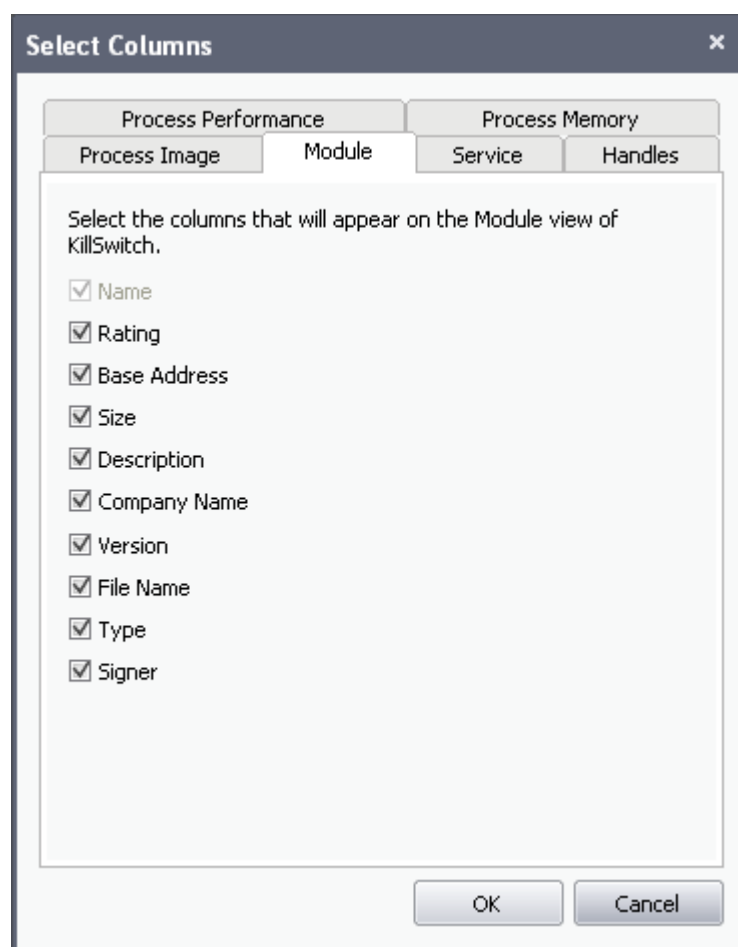 Select Columns
Process Performance
Process Memory
Process Image
Module
Service
Handles
Select the columns that will appear on the Module view of
KillSwitch.
Name
Rating
Base Address
Size
Description
Company Name
Version
File Name
Type
Signer
OK
Cancel